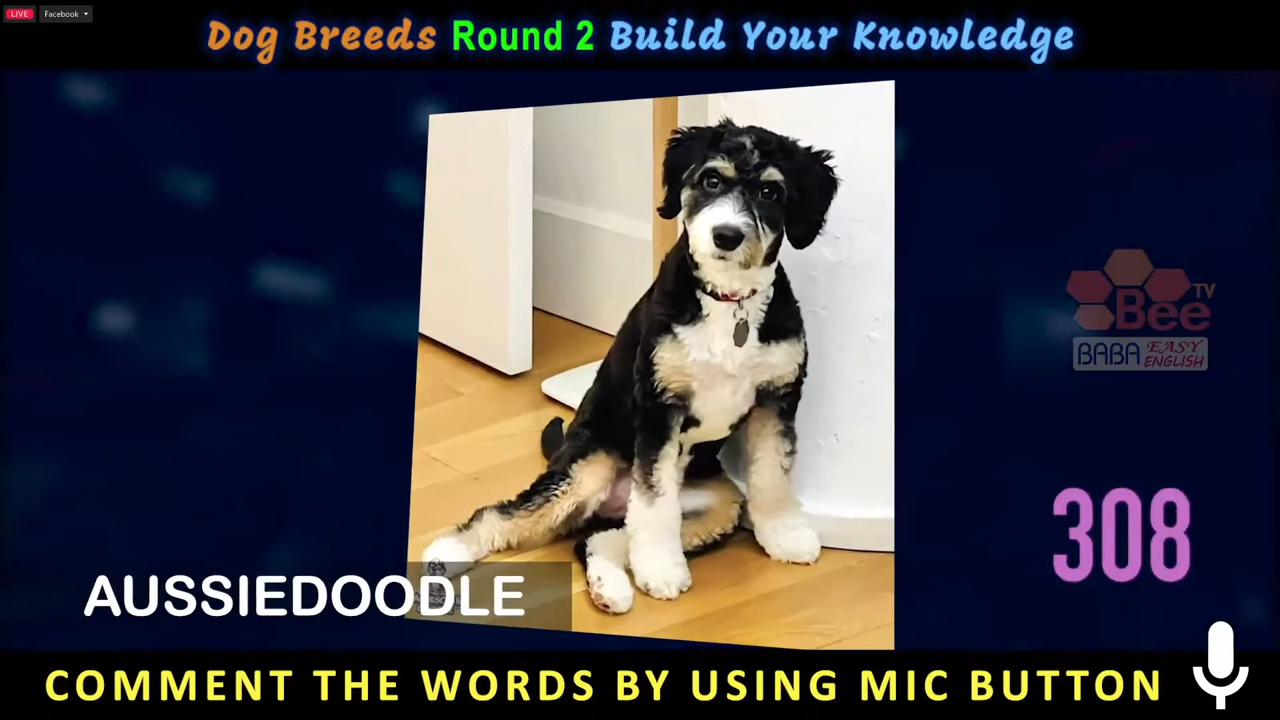 LIVE Facebook
Dog Breeds Round 2 Build Your Knowledge
Bee TV
BABA EASY ENGLISH
308
AUSSIEDOODLE
COMMENT THE WORDS BY USING MIC BUTTON